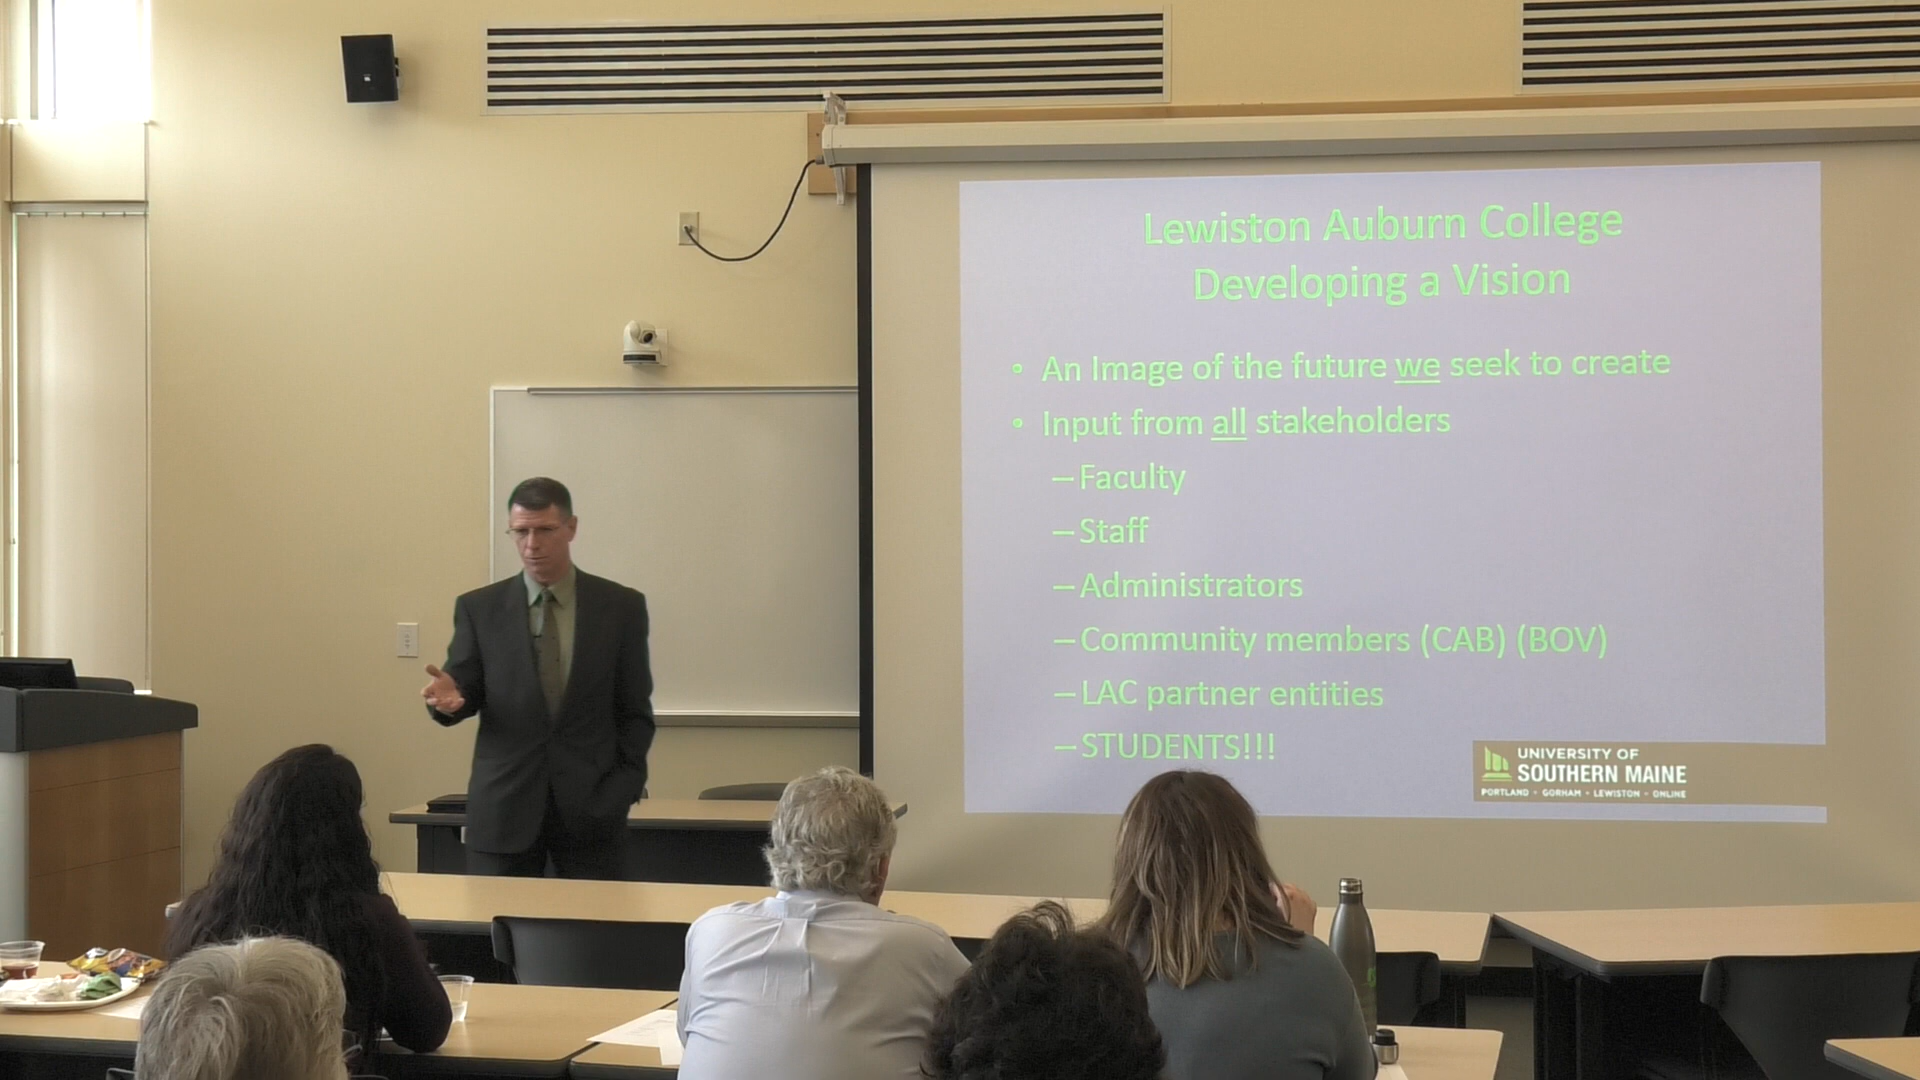 Lewiston Auburn College
Developing a Vision
• An Image of the future we seek to create
• Input from all stakeholders
– Faculty
– Staff
– Administrators
– Community members (CAB) (BOV)
– LAC partner entities
– STUDENTS!!!
UNIVERSITY OF
SOUTHERN MAINE
PORTLAND • GORHAM • LEWISTON • ONLINE